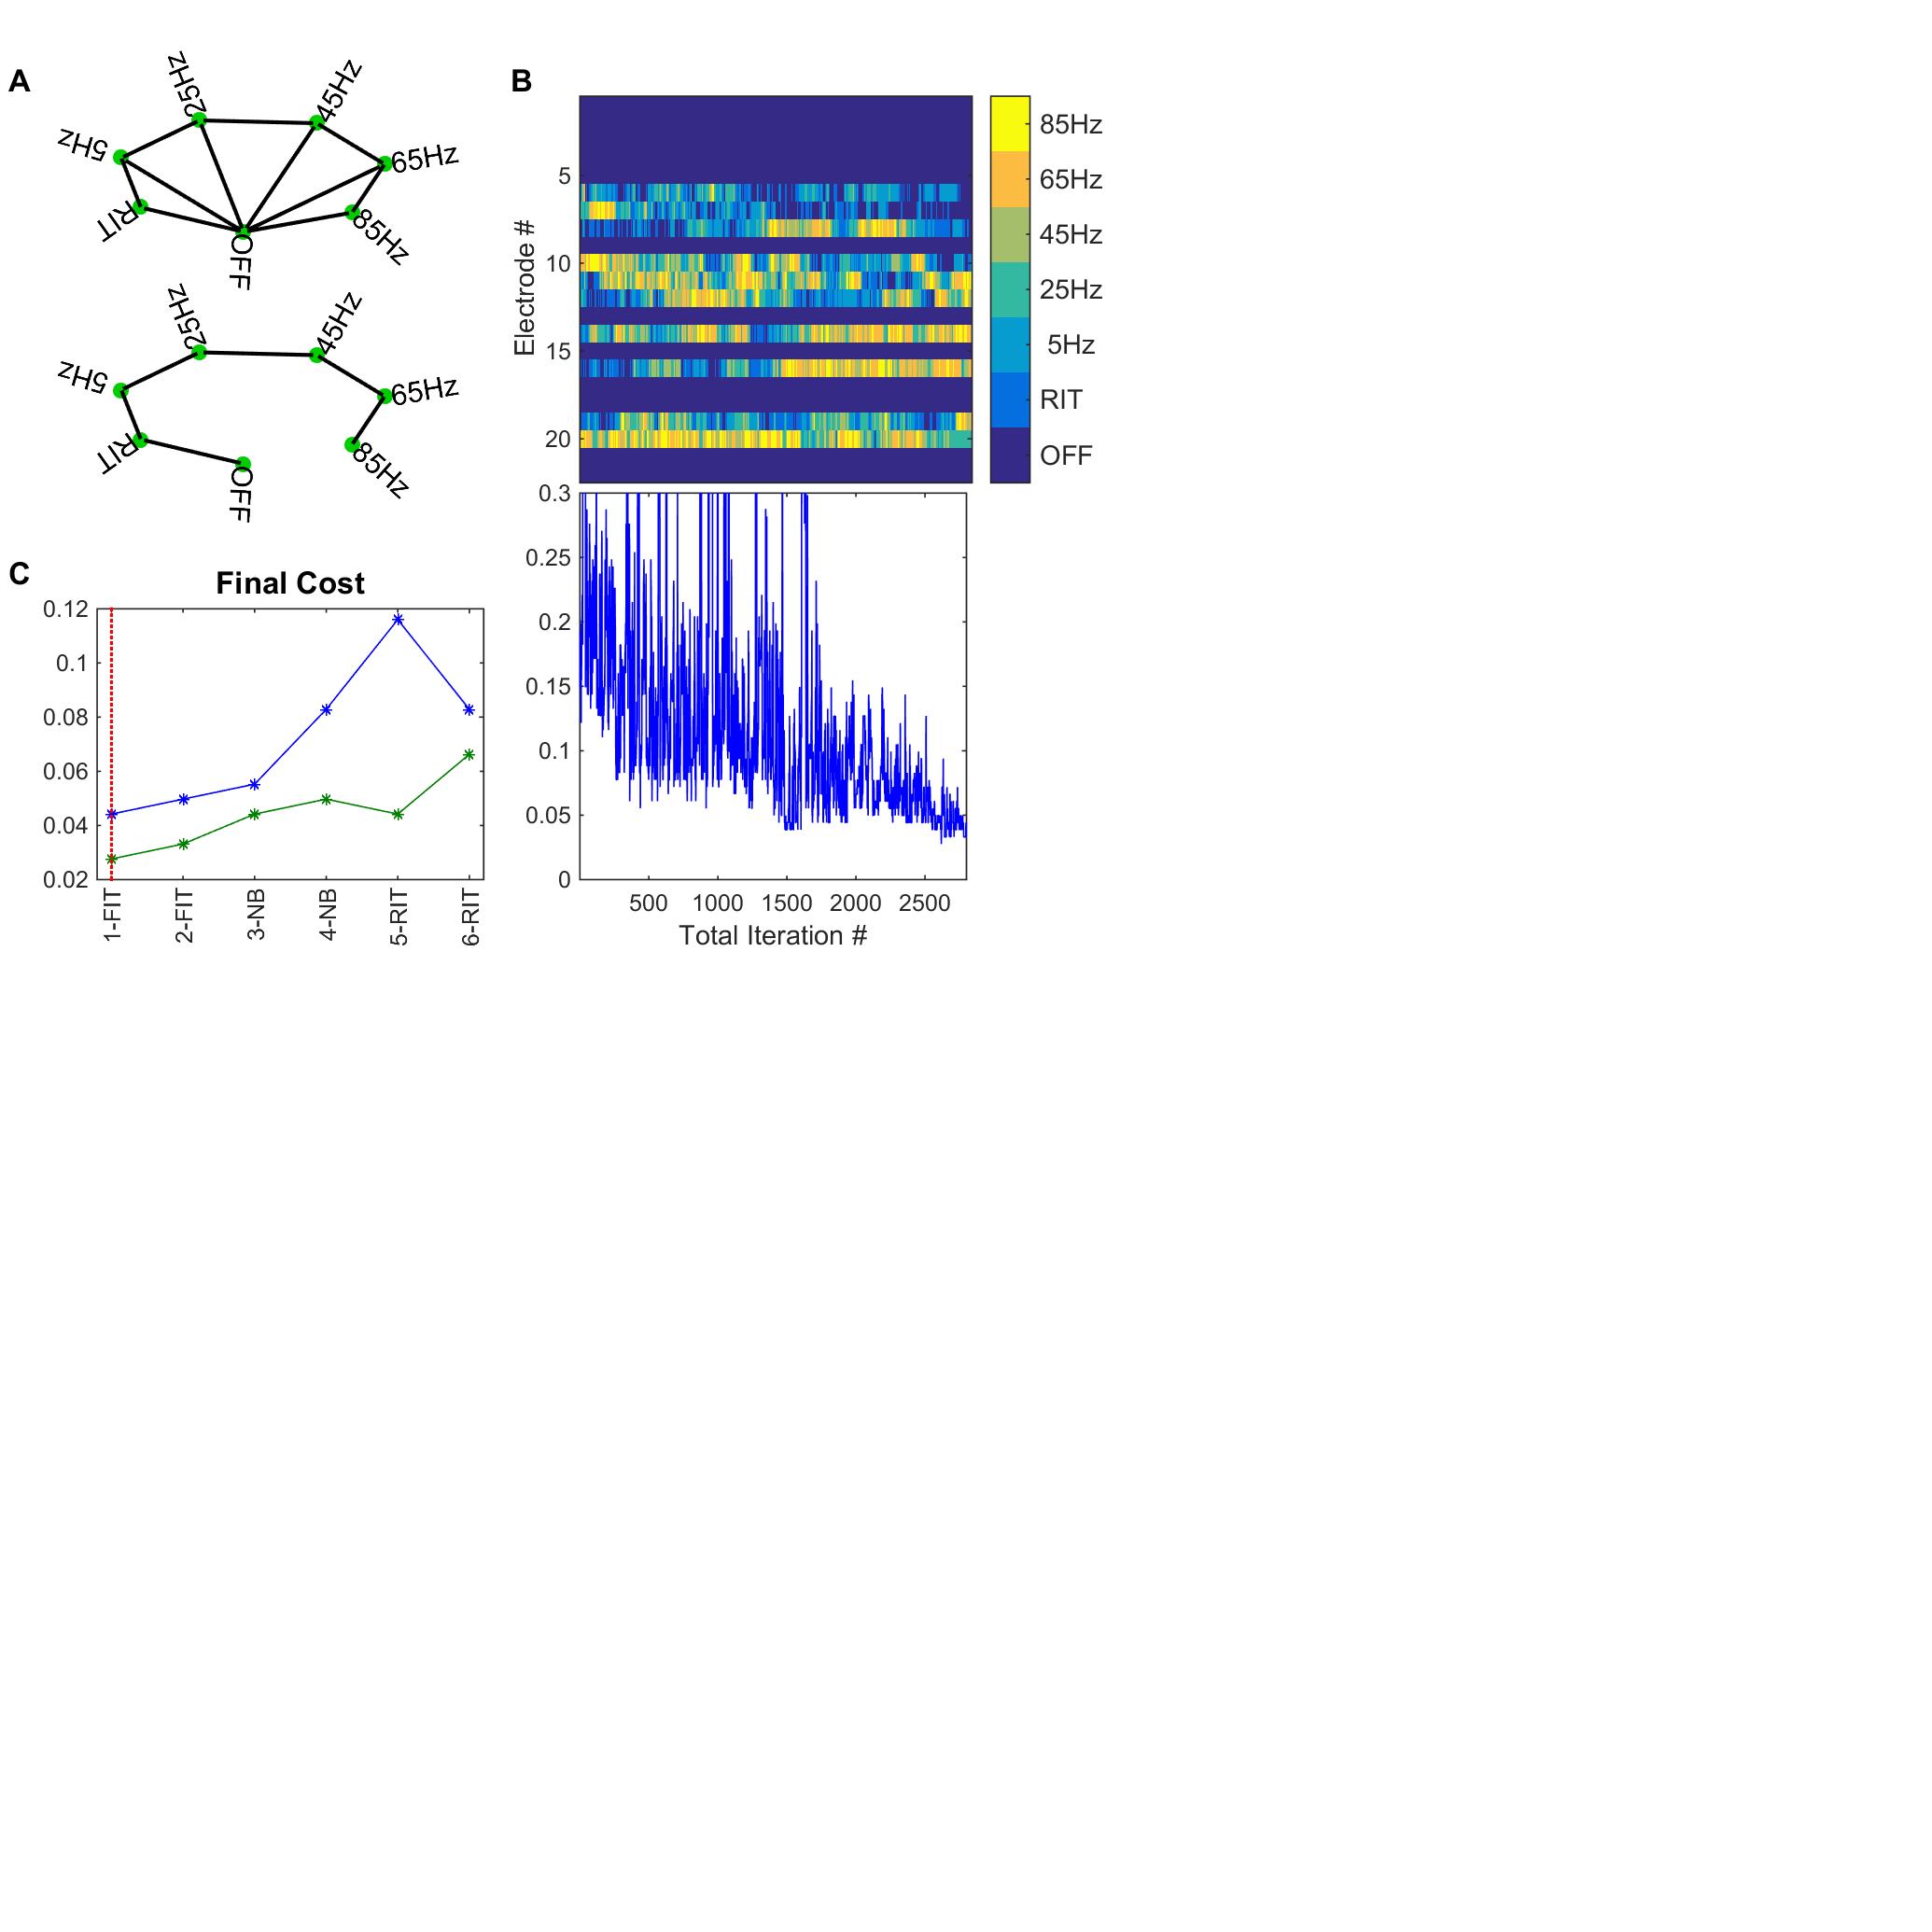 A
25Hz
45Hz
5Hz
65Hz
RIT
85Hz
OFF
25Hz
45Hz
5Hz
65Hz
RIT
85Hz
OFF
B
Electrode #
5
10
15
20
85Hz
65Hz
45Hz
25Hz
5Hz
RIT
OFF
0.3
0.25
0.2
0.15
0.1
0.05
0
500 1000 1500 2000 2500
Total Iteration #
C
Final Cost
0.12
0.1
0.08
0.06
0.04
0.02
1-FIT
2-FIT
3-NB
4-NB
5-RIT
6-RIT